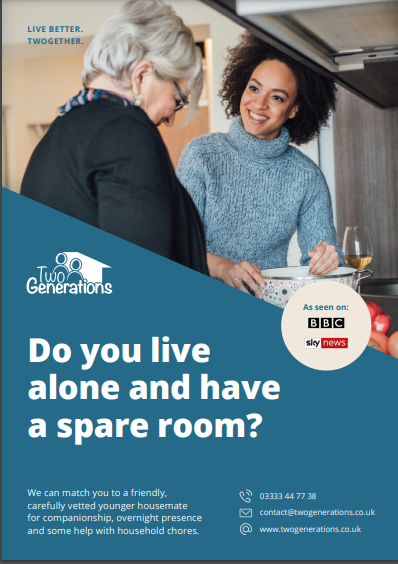 LIVE BETTER.
TWOGETHER.
Two
Generations
As seen on:
BBC
sky news
Do you live
alone and have
a spare room?
We can match you to a friendly,
carefully vetted younger housemate
for companionship, overnight presence
and some help with household chores.
03333 44 77 38
contact@twogenerations.co.uk
www.twogenerations.co.uk